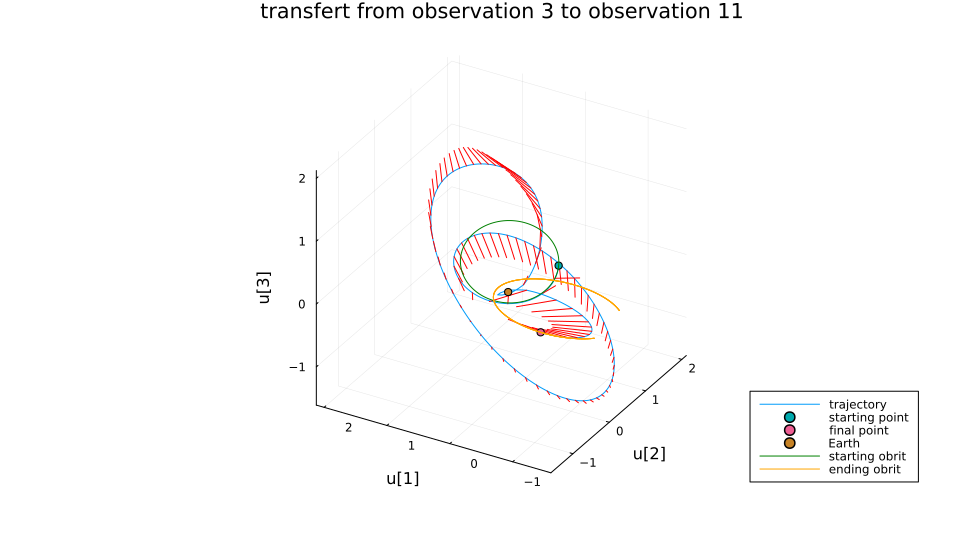 transfert from observation 3 to observation 11
2
1
0
−1
u[3]
2
1
0
−1
u[1]
−1
0
1
2
u[2]
trajectory
starting point
final point
Earth
starting obrit
ending obrit